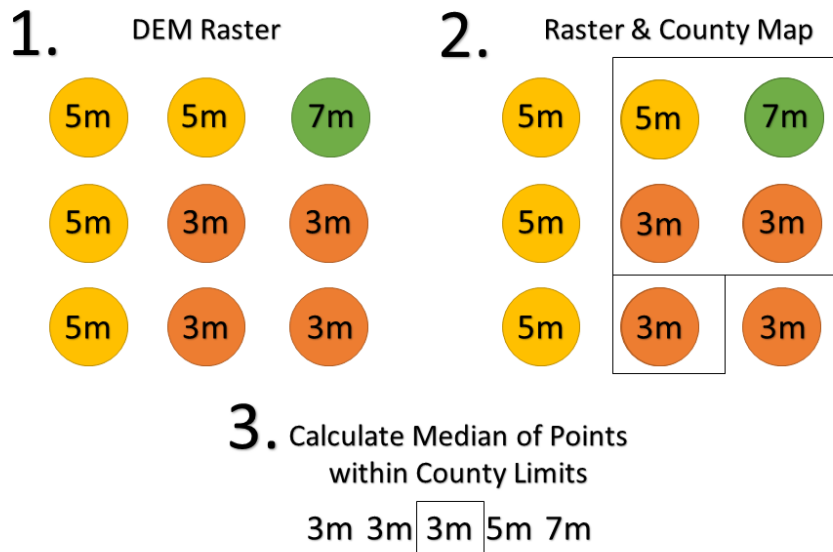 1. DEM Raster
5m 5m 7m
5m 3m 3m
5m 3m 3m
2. Raster & County Map
5m 5m 7m
5m 3m 3m
5m 3m 3m
3. Calculate Median of Points
within County Limits
3m 3m 3m 5m 7m